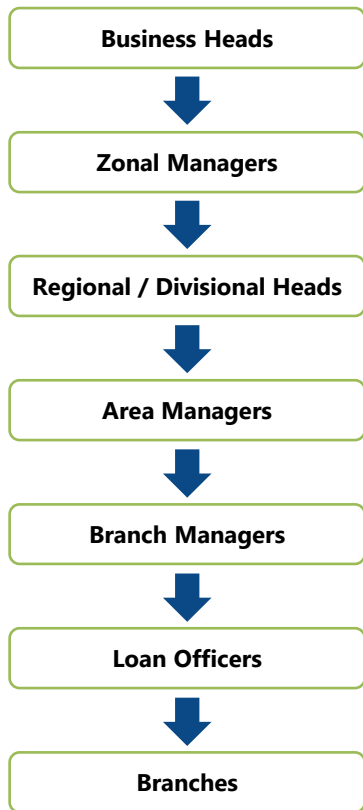 Business Heads
Zonal Managers
Regional / Divisional Heads
Area Managers
Branch Managers
Loan Officers
Branches